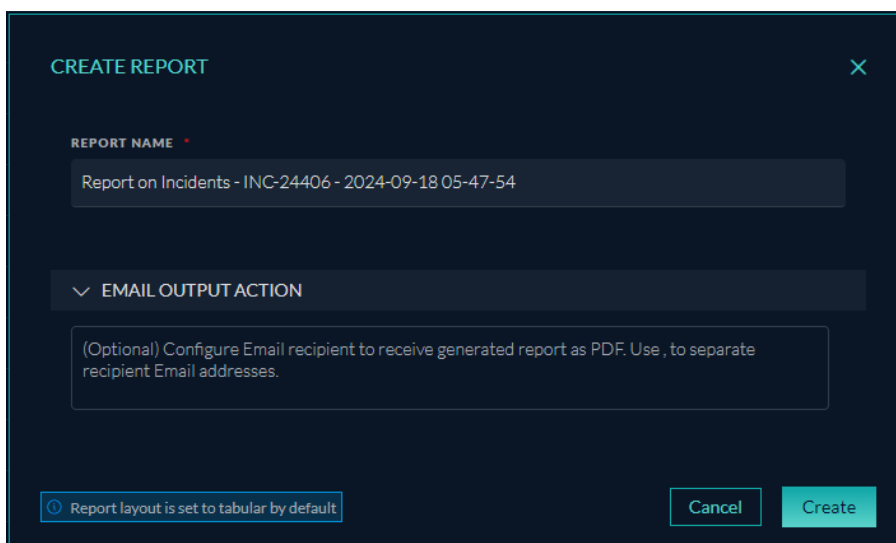 CREATE REPORT
REPORT NAME *
Report on Incidents - INC-24406 - 2024-09-18 05-47-54
EMAIL OUTPUT ACTION
(Optional) Configure Email recipient to receive generated report as PDF. Use , to separate
recipient Email addresses.
Report layout is set to tabular by default
Cancel
Create